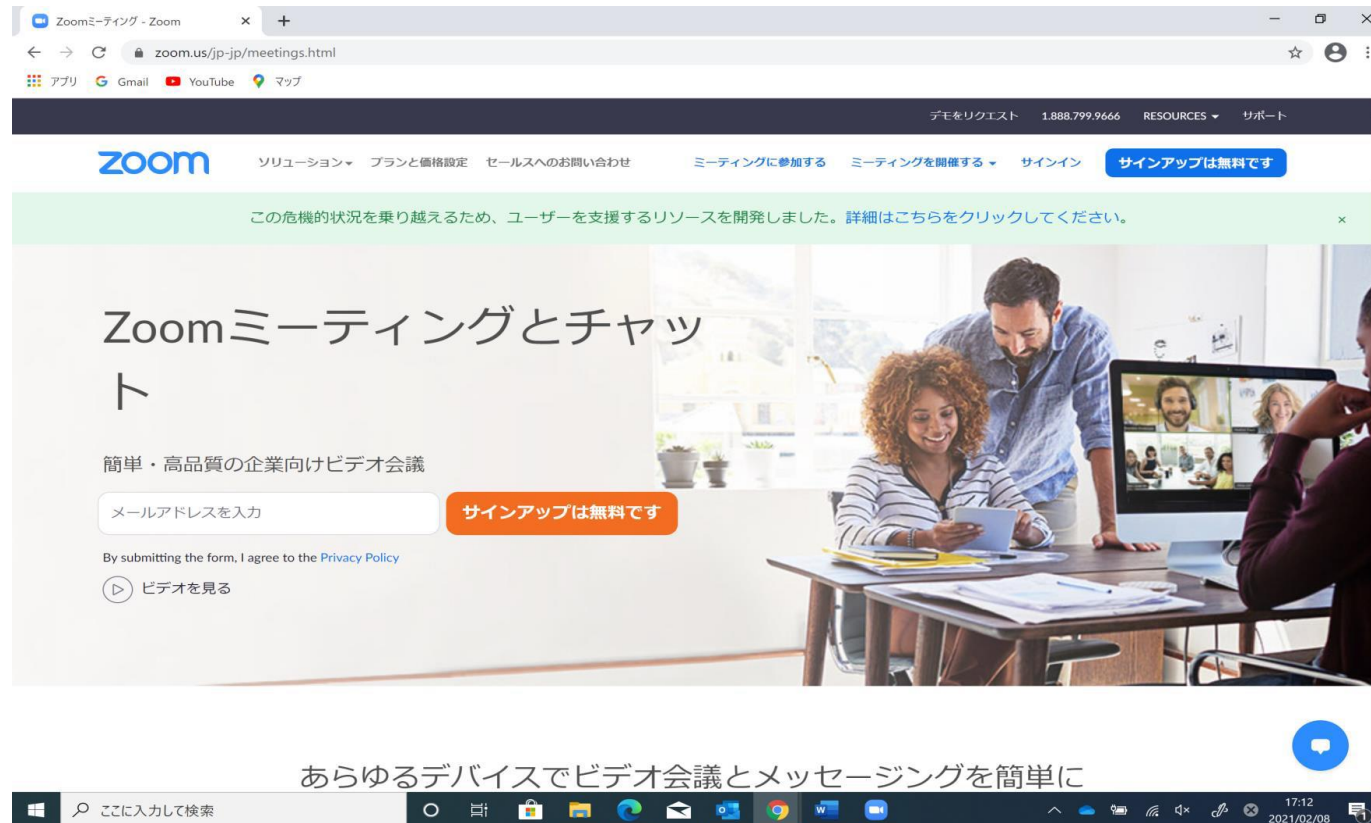 Zoomミーティング - Zoom
zoom.us/jp-jp/meetings.html
アプリ Gmail YouTube マップ
デモをリクエスト 1.888.799.9666 RESOURCES サポート
zoom ソリューション プランと価格設定 セールスへのお問い合わせ ミーティングに参加する ミーティングを開催する サインイン サインアップは無料です
この危機的状況を乗り越えるため、ユーザーを支援するリソースを開発しました。詳細はこちらをクリックしてください。
Zoomミーティングとチャッ
ト
簡単・高品質の企業向けビデオ会議
メールアドレスを入力 サインアップは無料です
By submitting the form, I agree to the Privacy Policy
ビデオを見る
あらゆるデバイスでビデオ会議とメッセージングを簡単に
ここに入力して検索
17:12
2021/02/08